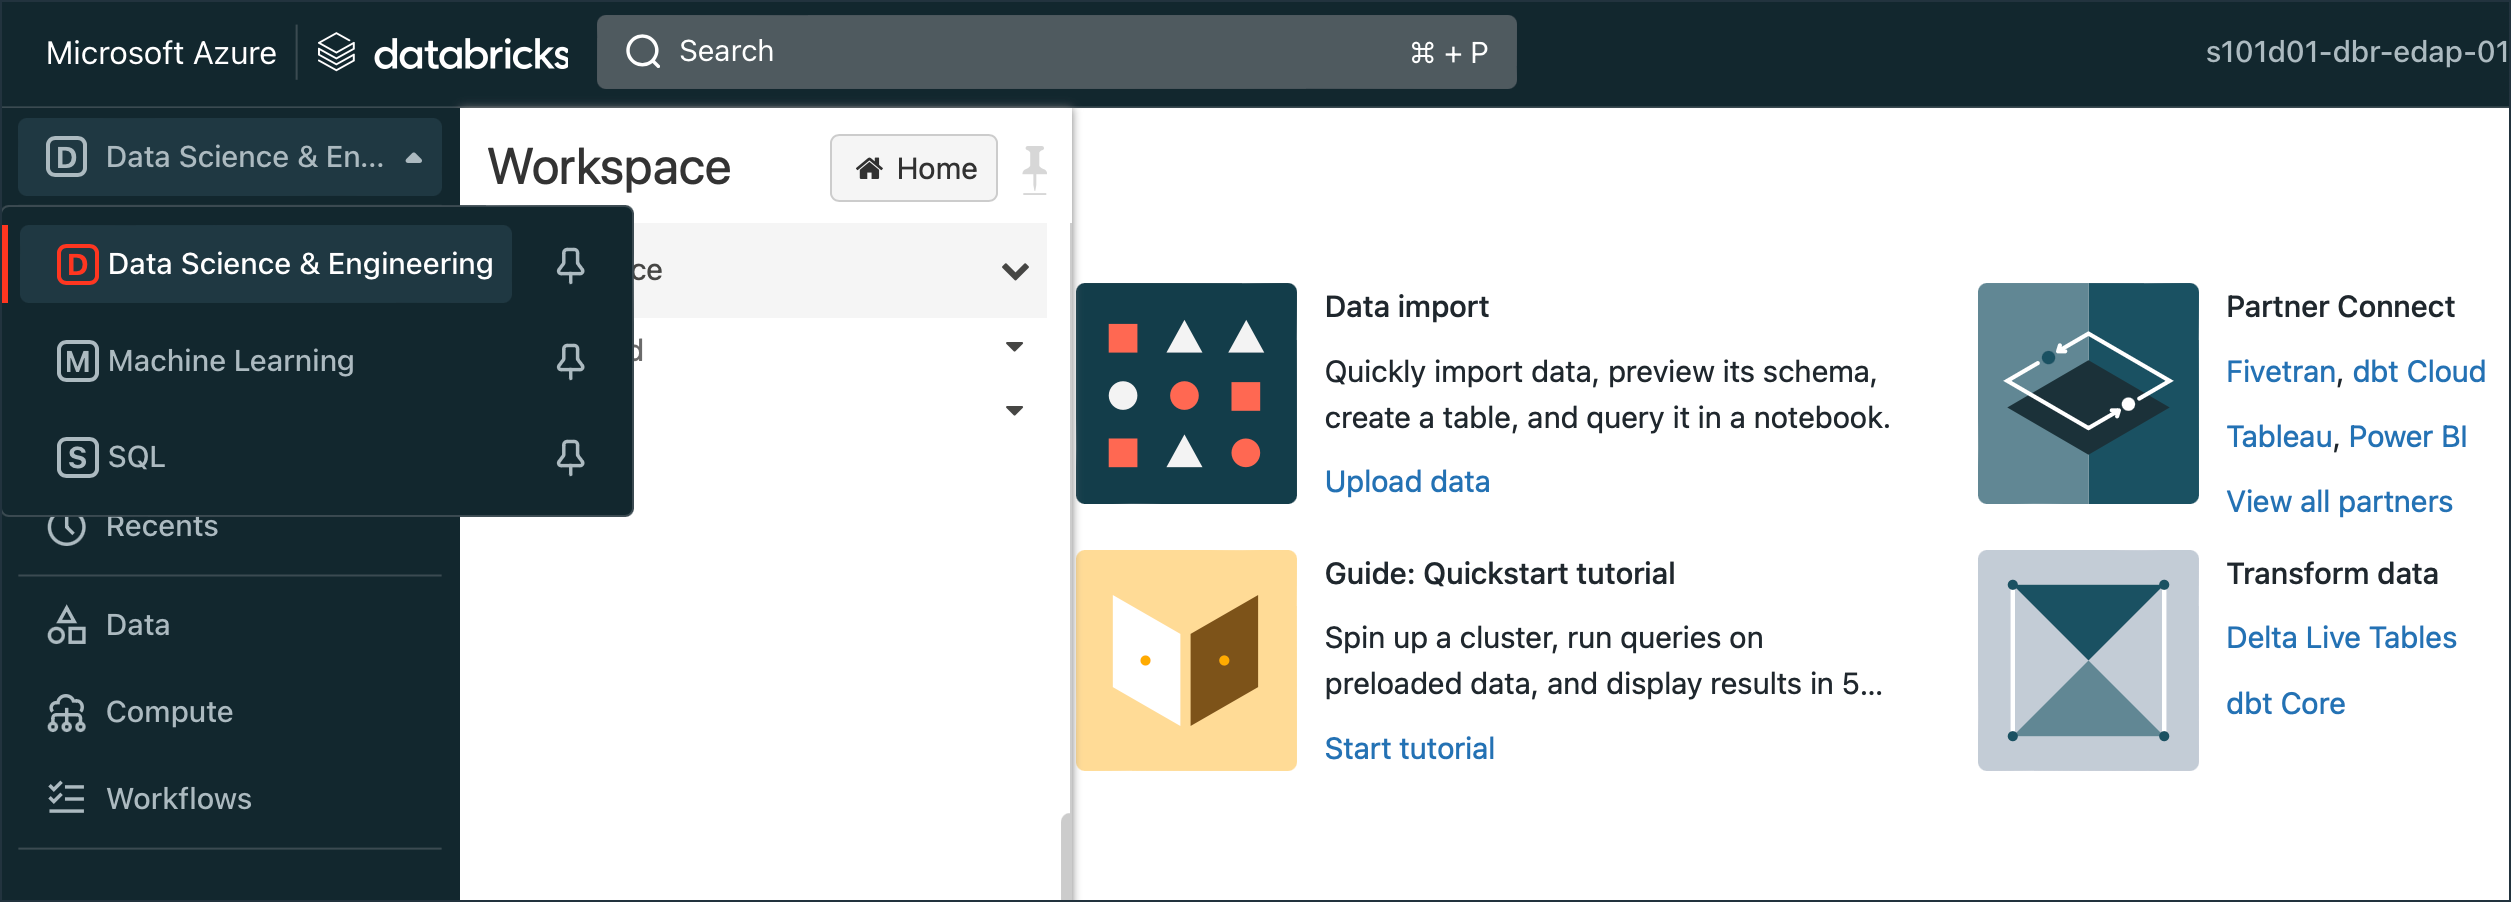 Microsoft Azure
databricks
Search
⌘ + P
s101d01-dbr-edap-01
D Data Science & En...
D Data Science & Engineering
M Machine Learning
S SQL
Recents
Data
Compute
Workflows
Workspace
Home
ce
d
Data import
Quickly import data, preview its schema,
create a table, and query it in a notebook.
Upload data
Guide: Quickstart tutorial
Spin up a cluster, run queries on
preloaded data, and display results in 5...
Start tutorial
Partner Connect
Fivetran, dbt Cloud
Tableau, Power BI
View all partners
Transform data
Delta Live Tables
dbt Core